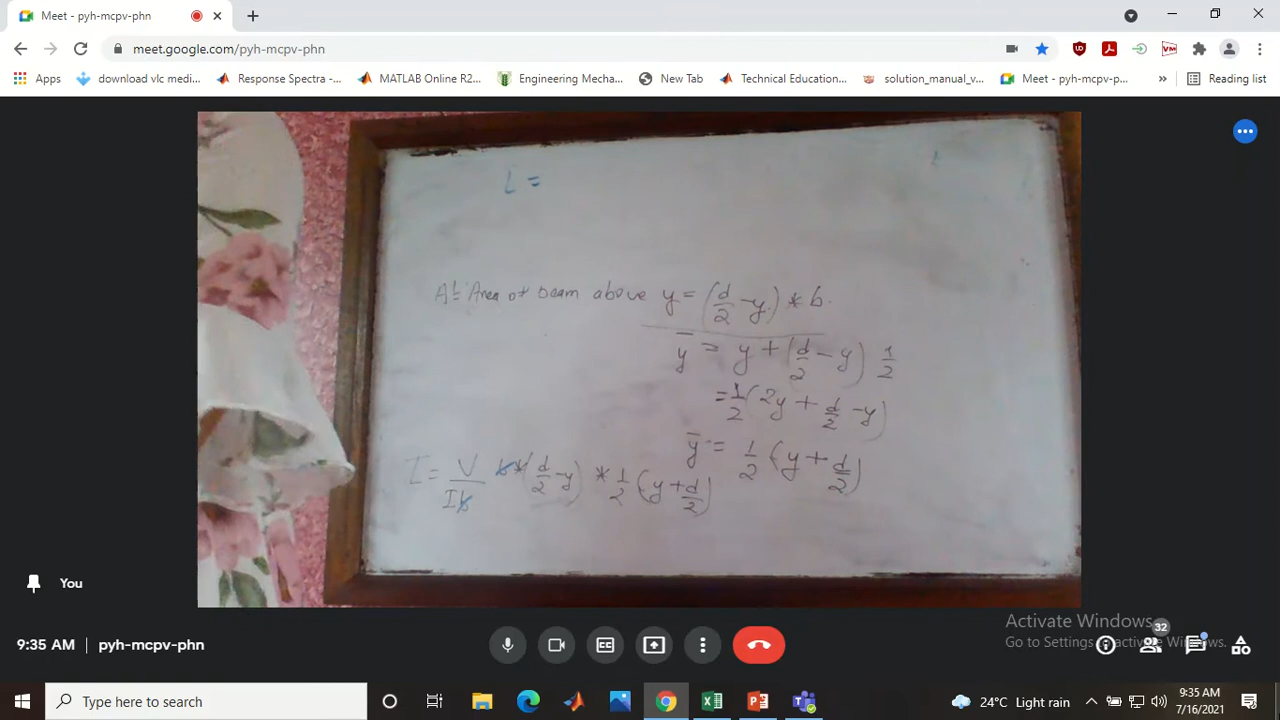 Meet - pyh-mcpv-phn
meet.google.com/pyh-mcpv-phn
Apps download vlc medi... Response Spectra -... MATLAB Online R2... Engineering Mecha... New Tab Technical Education... solution_manual_v... Meet - pyh-mcpv-p... » Reading list
L =
A!= Area of beam above y = (d/2 - y) * b.
ȳ = y + (d/2 - y) 1/2
= 1/2 (2y + d/2 - y)
ȳ = 1/2 (y + d/2)
I = V/Ib b*(d/2 - y) * 1/2 (y + d/2)
You
Activate Windows
Go to Settings to activate Windows.
9:35 AM | pyh-mcpv-phn
CC
32
Type here to search
24°C Light rain
9:35 AM
7/16/2021